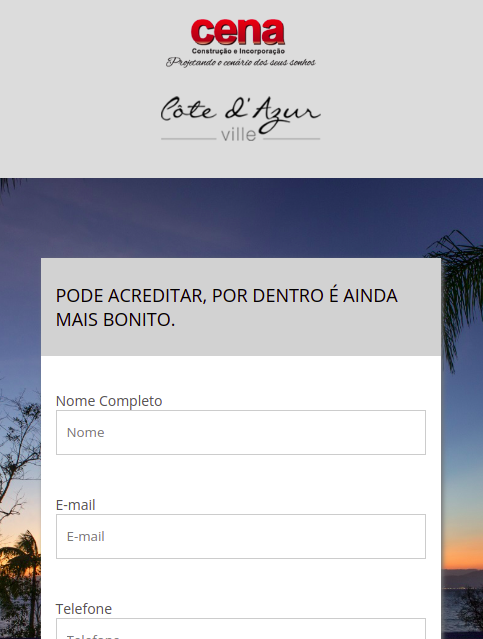 cena
Construção e Incorporação
Projetando o cenário dos seus sonhos
Côte d'Azur
ville
PODE ACREDITAR, POR DENTRO É AINDA
MAIS BONITO.
Nome Completo
Nome
E-mail
E-mail
Telefone
Telefone